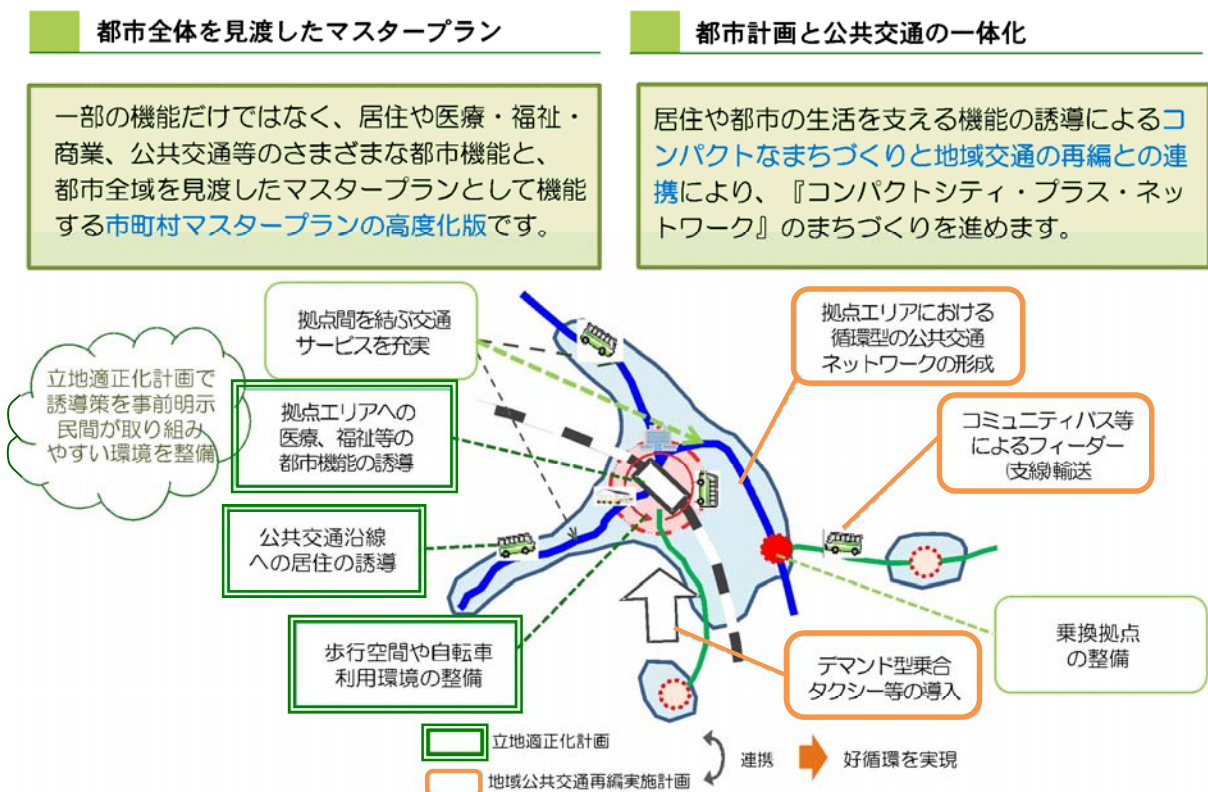 都市全体を見渡したマスタープラン
一部の機能だけではなく、居住や医療・福祉・
商業、公共交通等のさまざまな都市機能と、
都市全域を見渡したマスタープランとして機能
する市町村マスタープランの高度化版です。
都市計画と公共交通の一体化
居住や都市の生活を支える機能の誘導によるコ
ンパクトなまちづくりと地域交通の再編との連
携により、『コンパクトシティ・プラス・ネッ
トワーク』のまちづくりを進めます。
拠点間を結ぶ交通
サービスを充実
立地適正化計画で
誘導策を事前明示
民間が取り組み
やすい環境を整備
拠点エリアへの
医療、福祉等の
都市機能の誘導
公共交通沿線
への居住の誘導
歩行空間や自転車
利用環境の整備
拠点エリアにおける
循環型の公共交通
ネットワークの形成
コミュニティバス等
によるフィーダー
(支線)輸送
乗換拠点
の整備
デマンド型乗合
タクシー等の導入
立地適正化計画
地域公共交通再編実施計画
連携
好循環を実現